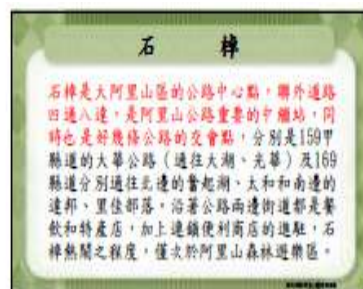 石 棹
石棹是大阿里山區的公路中心點，聯外道路
四通八達，是阿里山公路重要的中繼站，同
時也是好幾條公路的交會點，分別是159甲
縣道的大華公路（通往大湖、光華）及169
縣道分別通往北邊的奮起湖、太和和南邊的
達邦、里佳部落。沿著公路兩邊街道都是餐
飲和特產店，加上連鎖便利商店的進駐，石
棹熱鬧之程度，僅次於阿里山森林遊樂區。